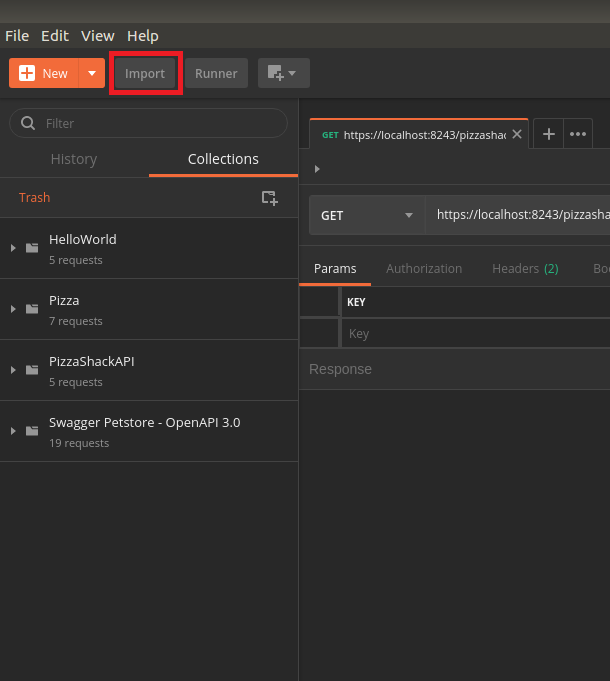 File Edit View Help
New Import Runner
Filter
History Collections
Trash
HelloWorld
5 requests
Pizza
7 requests
PizzaShackAPI
5 requests
Swagger Petstore - OpenAPI 3.0
19 requests
GET https://localhost:8243/pizzashac
GET https://localhost:8243/pizzasha
Params Authorization Headers (2) Bo
KEY
Key
Response